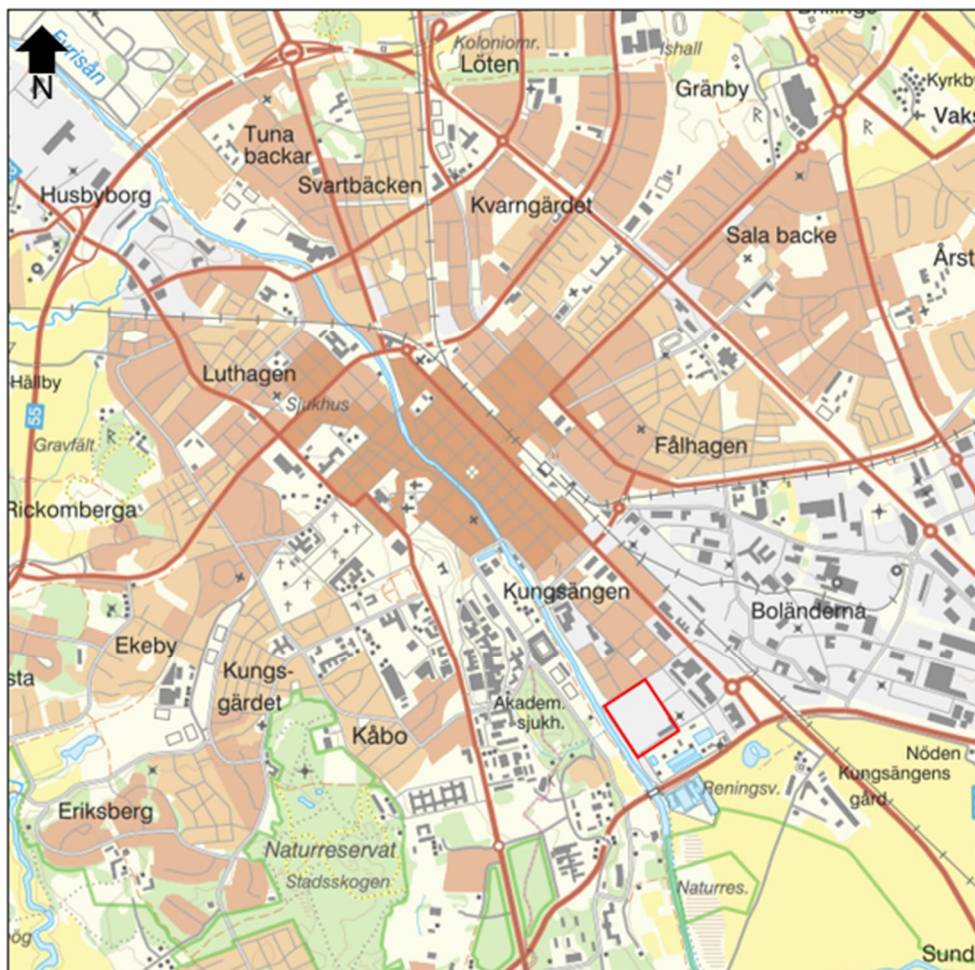 Fyrisån
N
Koloniomr.
Löten
Ishall
Gränby
Kyrkb
Vaks
Tuna
backar
Svartbäcken
Husbyborg
Kvarngärdet
Sala backe
Årst
Luthagen
Sjukhus
Hällby
55
Gravfält.
Fålhagen
Rickomberga
Kungsängen
Boländerna
Ekeby
sta
Kungs-
gärdet
Akadem.
sjukh.
Kåbo
Nöden
Kungsängens
gård
Reningsv.
Eriksberg
Naturreservat
Stadsskogen
Naturres.
ög
Sund